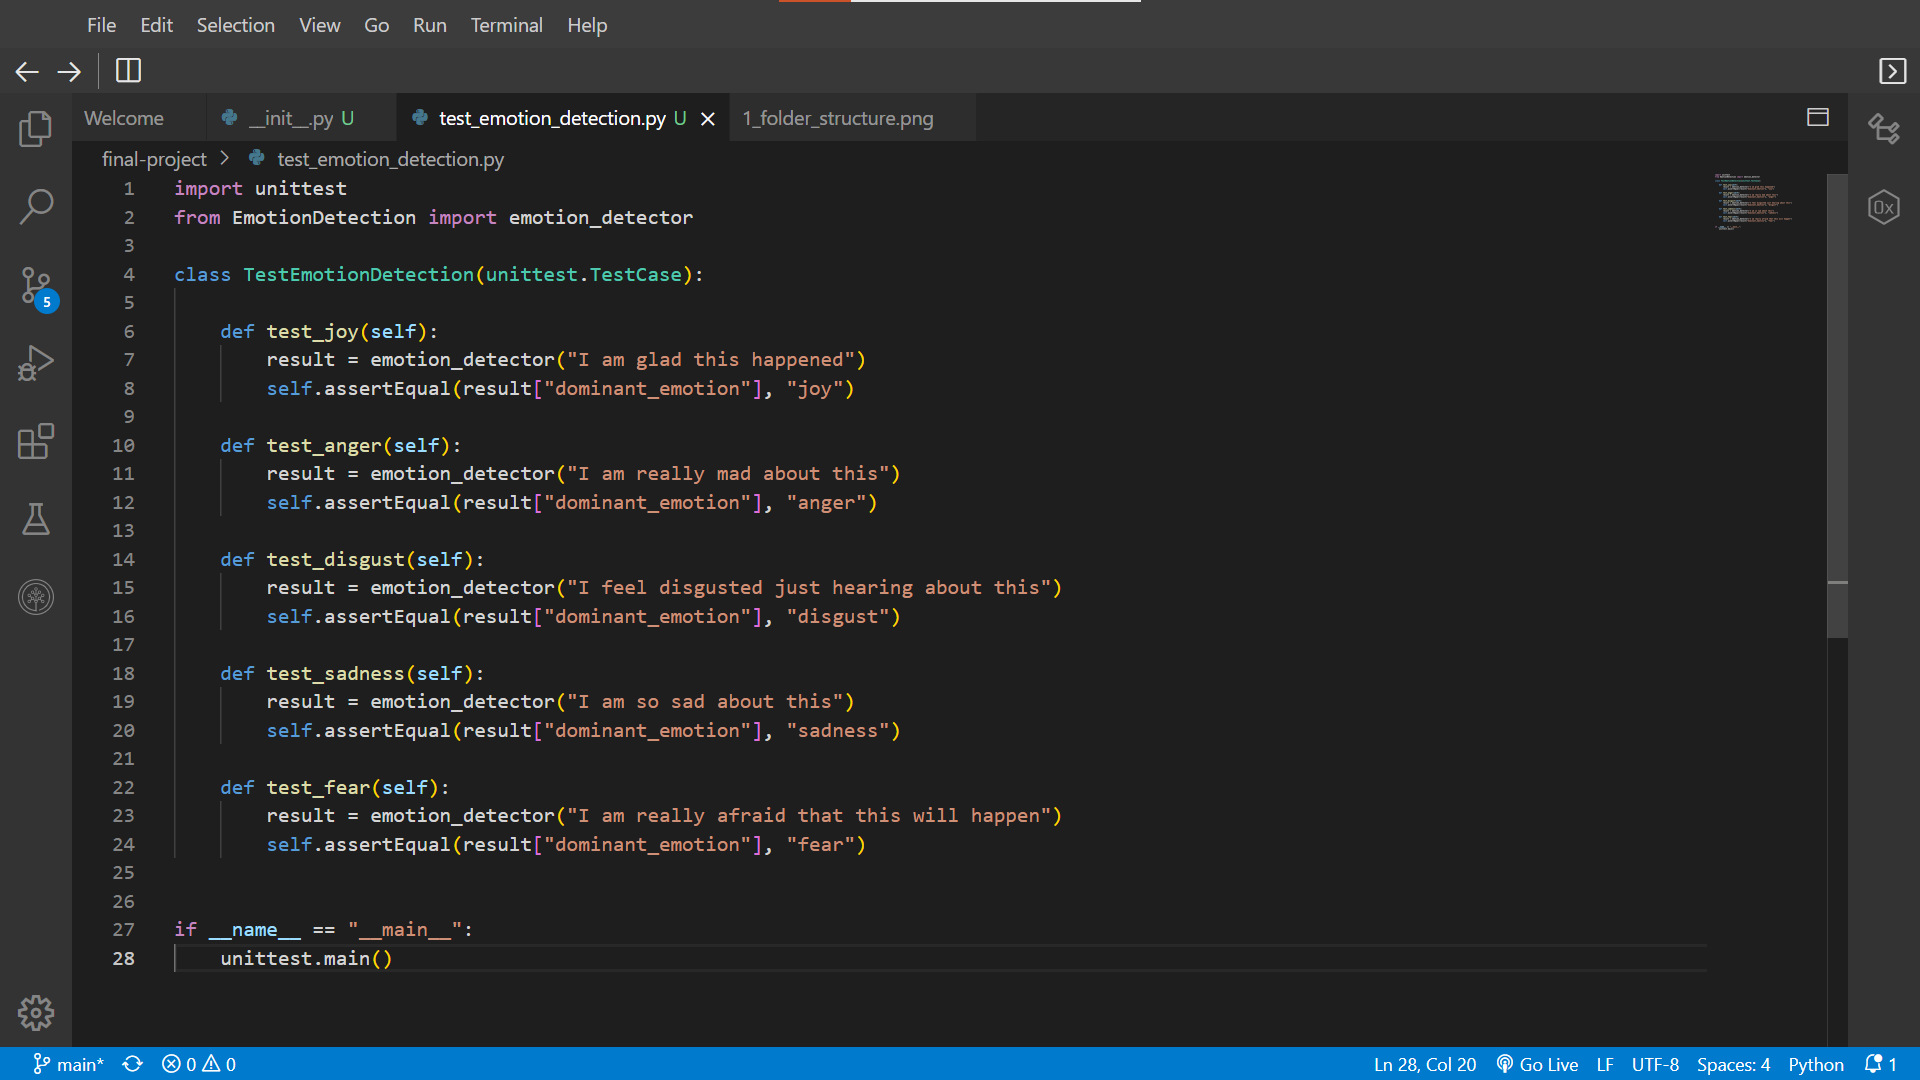 File Edit Selection View Go Run Terminal Help
Welcome __init__.py U test_emotion_detection.py U 1_folder_structure.png
final-project > test_emotion_detection.py
1 import unittest
2 from EmotionDetection import emotion_detector
3
4 class TestEmotionDetection(unittest.TestCase):
5
6 def test_joy(self):
7 result = emotion_detector("I am glad this happened")
8 self.assertEqual(result["dominant_emotion"], "joy")
9
10 def test_anger(self):
11 result = emotion_detector("I am really mad about this")
12 self.assertEqual(result["dominant_emotion"], "anger")
13
14 def test_disgust(self):
15 result = emotion_detector("I feel disgusted just hearing about this")
16 self.assertEqual(result["dominant_emotion"], "disgust")
17
18 def test_sadness(self):
19 result = emotion_detector("I am so sad about this")
20 self.assertEqual(result["dominant_emotion"], "sadness")
21
22 def test_fear(self):
23 result = emotion_detector("I am really afraid that this will happen")
24 self.assertEqual(result["dominant_emotion"], "fear")
25
26
27 if __name__ == "__main__":
28 unittest.main()
5
0x
main* 0 0 Ln 28, Col 20 Go Live LF UTF-8 Spaces: 4 Python 1